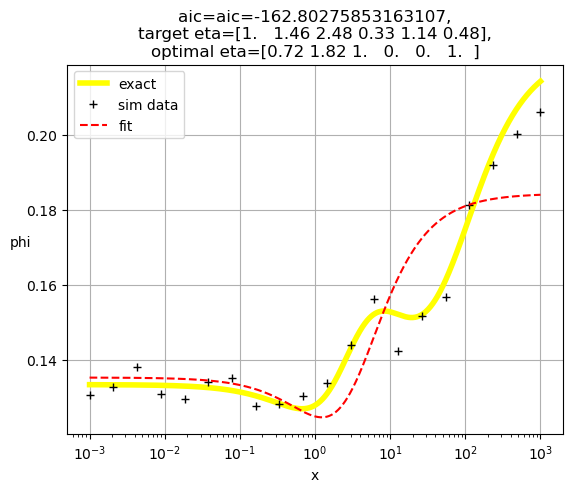 aic=aic=-162.80275853163107,
target eta=[1.   1.46 2.48 0.33 1.14 0.48],
optimal eta=[0.72 1.82 1.   0.   0.   1.  ]
exact
sim data
fit
0.20
0.18
phi
0.16
0.14
10⁻³ 10⁻² 10⁻¹ 10⁰ 10¹ 10² 10³
x